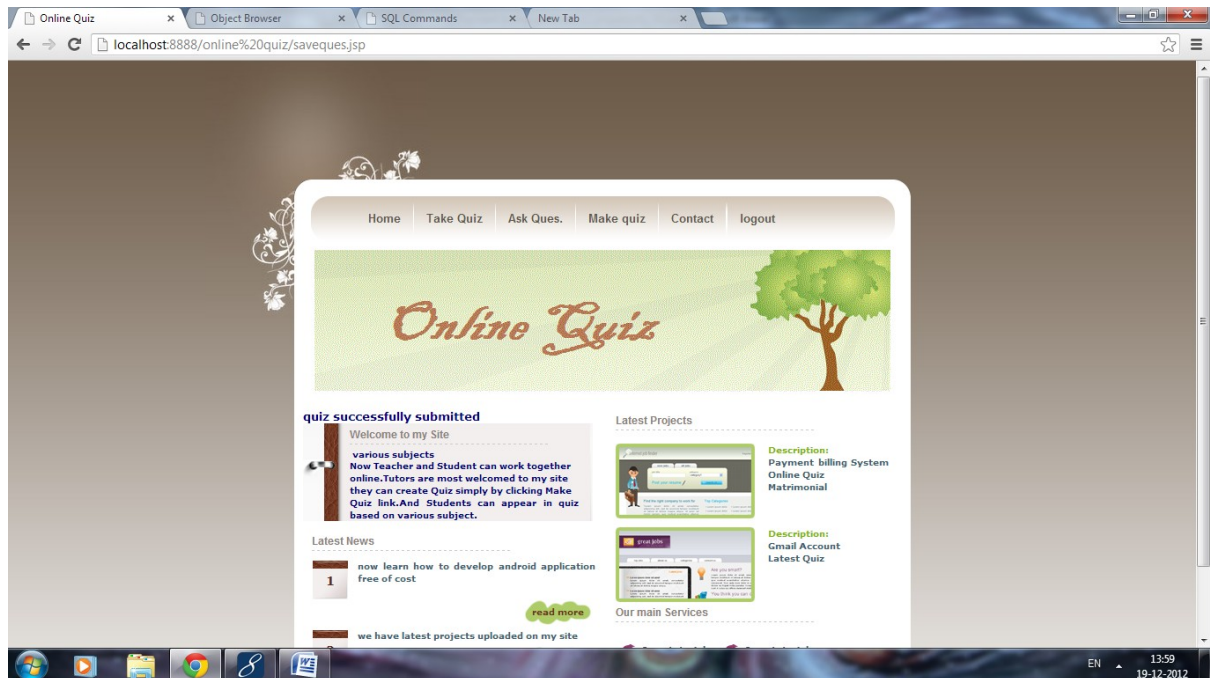 Online Quiz
Object Browser
SQL Commands
New Tab
localhost:8888/online%20quiz/saveques.jsp
Home Take Quiz Ask Ques. Make quiz Contact logout
Online Quiz
quiz successfully submitted
Welcome to my Site
various subjects
Now Teacher and Student can work together
online.Tutors are most welcomed to my site
they can create Quiz simply by clicking Make
Quiz link.And Students can appear in quiz
based on various subject.
Latest News
1
now learn how to develop android application
free of cost
read more
we have latest projects uploaded on my site
Latest Projects
Description:
Payment billing System
Online Quiz
Matrimonial
Description:
Gmail Account
Latest Quiz
Our main Services
EN
13:59
19-12-2012